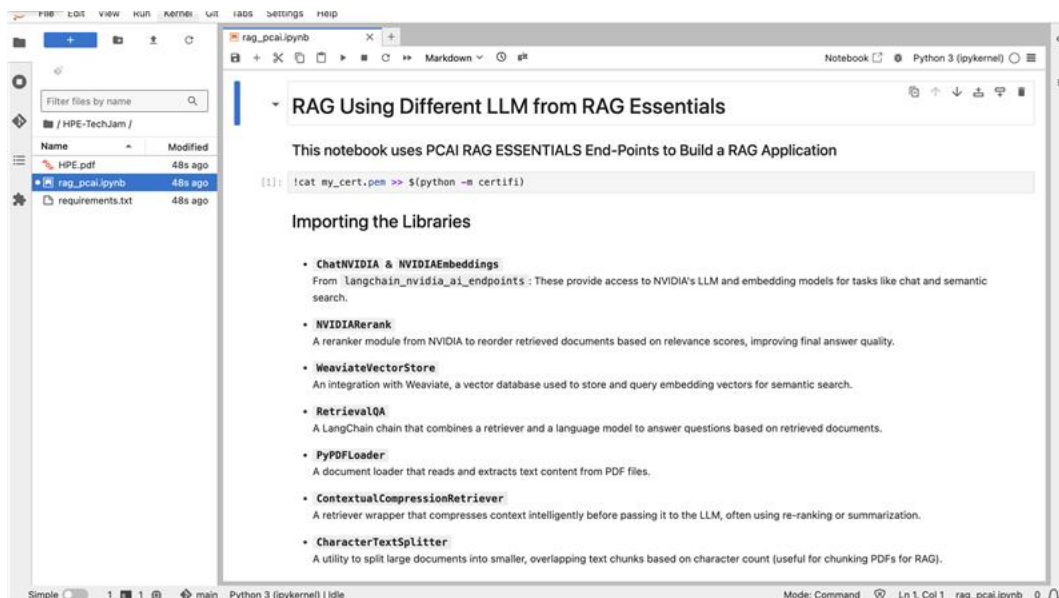 File Edit View Run Kernel Git Tabs Settings Help
rag_pcai.ipynb
Markdown
Notebook
Python 3 (ipykernel)
Filter files by name
/ HPE-TechJam /
Name Modified
HPE.pdf 48s ago
rag_pcai.ipynb 48s ago
requirements.txt 48s ago
RAG Using Different LLM from RAG Essentials
This notebook uses PCAI RAG ESSENTIALS End-Points to Build a RAG Application
[1]: !cat my_cert.pem >> $(python -m certifi)
Importing the Libraries
• ChatNVIDIA & NVIDIAEmbeddings
From langchain_nvidia_ai_endpoints : These provide access to NVIDIA's LLM and embedding models for tasks like chat and semantic
search.
• NVIDIARerank
A reranker module from NVIDIA to reorder retrieved documents based on relevance scores, improving final answer quality.
• WeaviateVectorStore
An integration with Weaviate, a vector database used to store and query embedding vectors for semantic search.
• RetrievalQA
A LangChain chain that combines a retriever and a language model to answer questions based on retrieved documents.
• PyPDFLoader
A document loader that reads and extracts text content from PDF files.
• ContextualCompressionRetriever
A retriever wrapper that compresses context intelligently before passing it to the LLM, often using re-ranking or summarization.
• CharacterTextSplitter
A utility to split large documents into smaller, overlapping text chunks based on character count (useful for chunking PDFs for RAG).
Simple 1 1 main Python 3 (ipykernel) | Idle Mode: Command Ln 1, Col 1 rag_pcai.ipynb 0